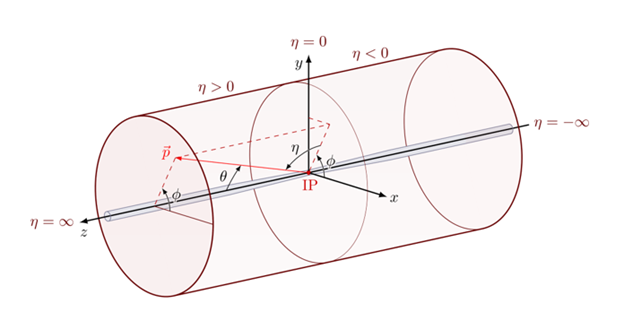 η = 0
η < 0
y
η > 0
η = −∞
p⃗
η
ϕ
θ
IP
ϕ
x
η = ∞
z